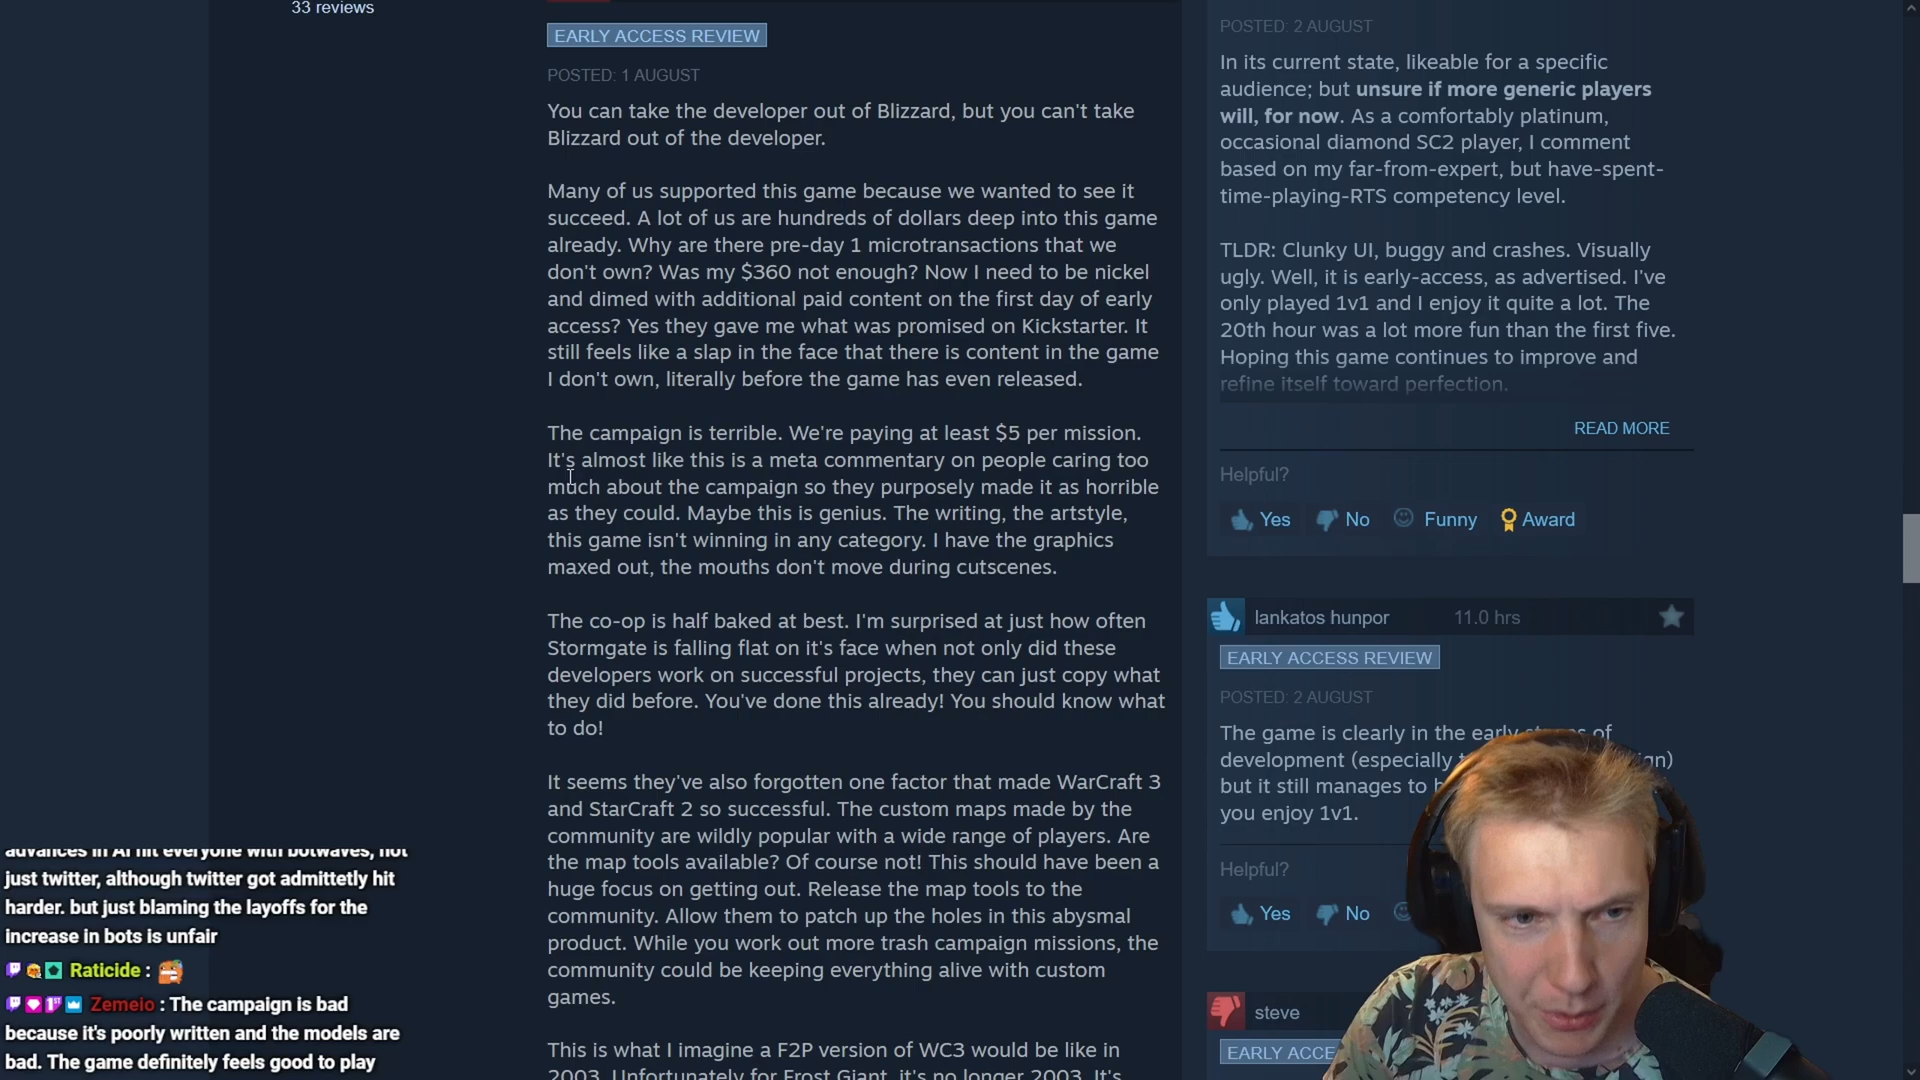 33 reviews
EARLY ACCESS REVIEW
POSTED: 1 AUGUST
You can take the developer out of Blizzard, but you can't take
Blizzard out of the developer.
Many of us supported this game because we wanted to see it
succeed. A lot of us are hundreds of dollars deep into this game
already. Why are there pre-day 1 microtransactions that we
don't own? Was my $360 not enough? Now I need to be nickel
and dimed with additional paid content on the first day of early
access? Yes they gave me what was promised on Kickstarter. It
still feels like a slap in the face that there is content in the game
I don't own, literally before the game has even released.
The campaign is terrible. We're paying at least $5 per mission.
It's almost like this is a meta commentary on people caring too
much about the campaign so they purposely made it as horrible
as they could. Maybe this is genius. The writing, the artstyle,
this game isn't winning in any category. I have the graphics
maxed out, the mouths don't move during cutscenes.
The co-op is half baked at best. I'm surprised at just how often
Stormgate is falling flat on it's face when not only did these
developers work on successful projects, they can just copy what
they did before. You've done this already! You should know what
to do!
It seems they've also forgotten one factor that made WarCraft 3
and StarCraft 2 so successful. The custom maps made by the
community are wildly popular with a wide range of players. Are
the map tools available? Of course not! This should have been a
huge focus on getting out. Release the map tools to the
community. Allow them to patch up the holes in this abysmal
product. While you work out more trash campaign missions, the
community could be keeping everything alive with custom
games.
This is what I imagine a F2P version of WC3 would be like in
2003. Unfortunately for Frost Giant, it's no longer 2003. It's
POSTED: 2 AUGUST
In its current state, likeable for a specific
audience; but unsure if more generic players
will, for now. As a comfortably platinum,
occasional diamond SC2 player, I comment
based on my far-from-expert, but have-spent-
time-playing-RTS competency level.
TLDR: Clunky UI, buggy and crashes. Visually
ugly. Well, it is early-access, as advertised. I've
only played 1v1 and I enjoy it quite a lot. The
20th hour was a lot more fun than the first five.
Hoping this game continues to improve and
refine itself toward perfection.
READ MORE
Helpful?
Yes No Funny Award
lankatos hunpor 11.0 hrs
EARLY ACCESS REVIEW
POSTED: 2 AUGUST
The game is clearly in the early of
development (especially
but it still manages to
you enjoy 1v1.
Helpful?
Yes No
steve
EARLY ACCE
advances in AI hit everyone with botwaves, not
just twitter, although twitter got admittetly hit
harder. but just blaming the layoffs for the
increase in bots is unfair
Raticide :
Zemeio : The campaign is bad
because it's poorly written and the models are
bad. The game definitely feels good to play